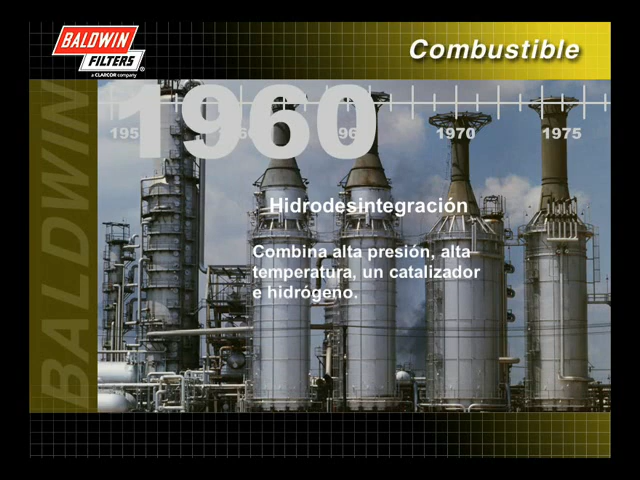 BALDWIN
FILTERS
a CLARCOR company
Combustible
1960
1970
1975
Hidrodesintegración
Combina alta presión, alta
temperatura, un catalizador
e hidrógeno.
BALDWIN